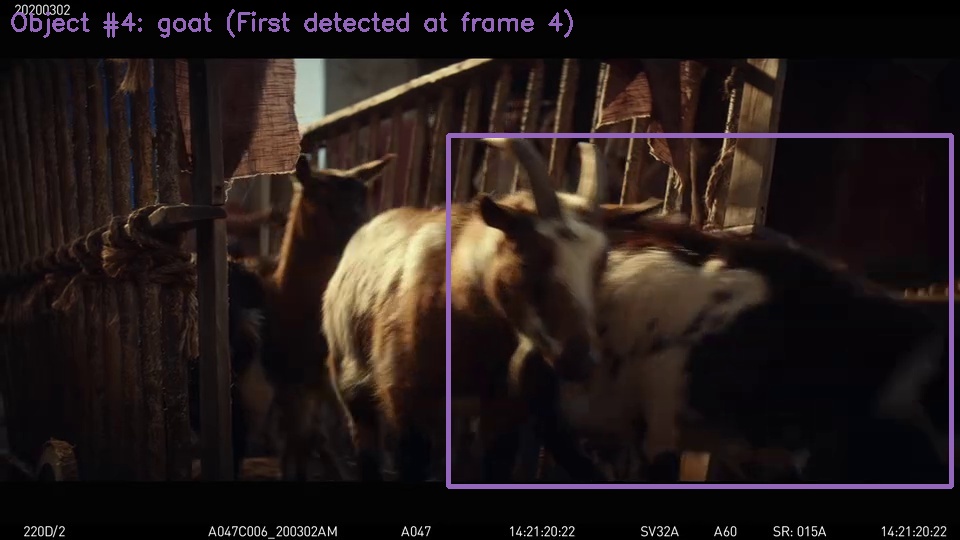 20200302
Object #4: goat (First detected at frame 4)
220D/2 A047C006_200302AM A047 14:21:20:22 SV32A A60 SR: 015A 14:21:20:22